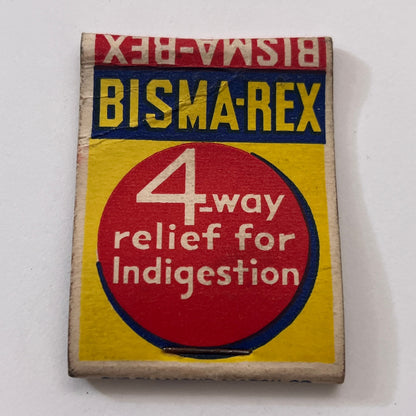 BISMA-REX
BISMA-REX
4-way
relief for
Indigestion